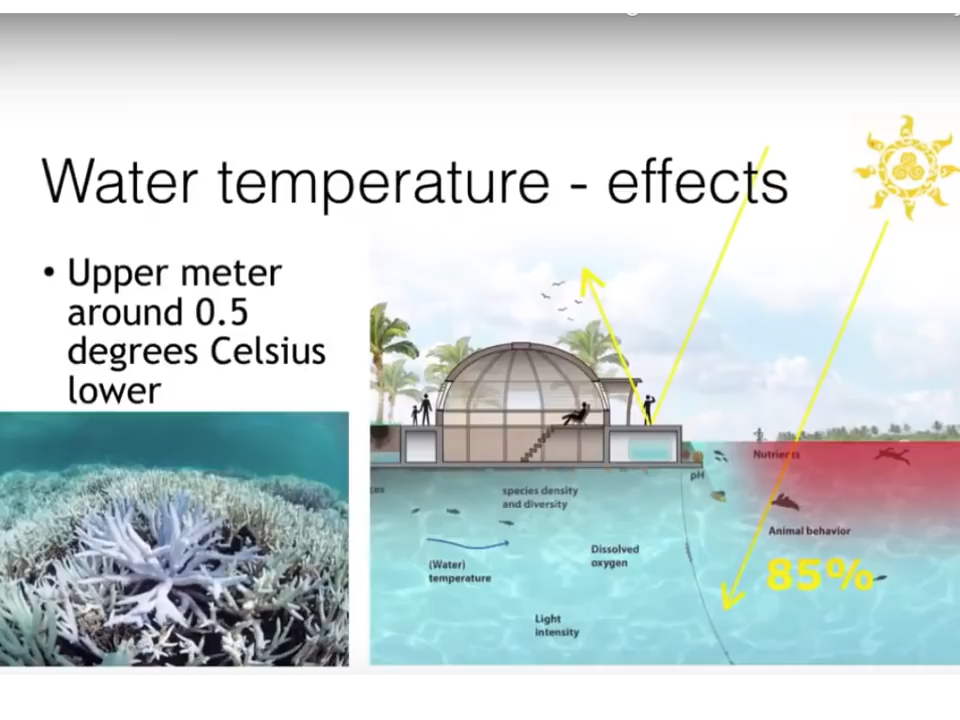 Water temperature - effects
• Upper meter
around 0.5
degrees Celsius
lower
Nutrients
pH
species density
and diversity
Animal behavior
Dissolved
oxygen
(Water)
temperature
85%
Light
intensity